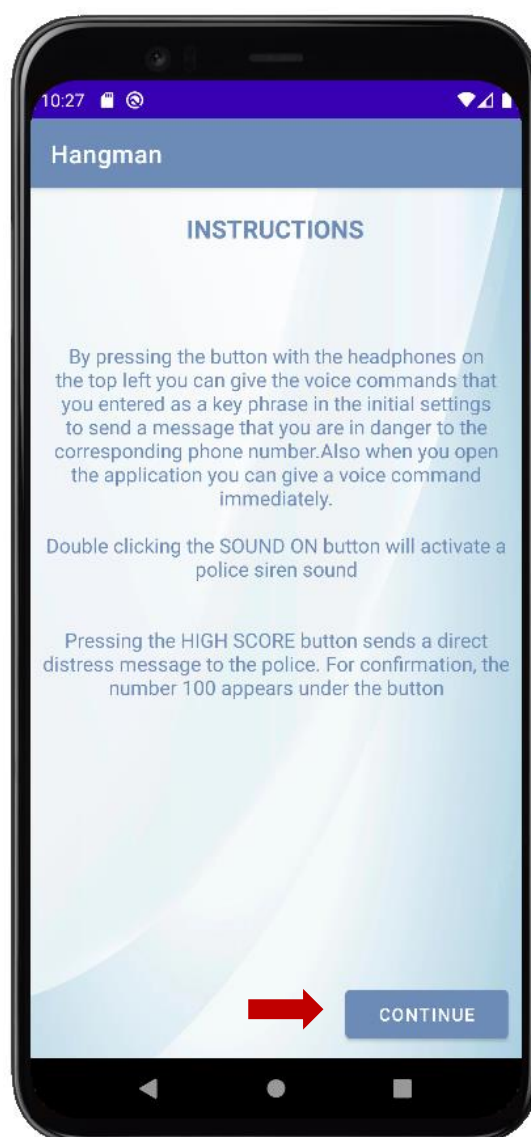 10:27
Hangman
INSTRUCTIONS
By pressing the button with the headphones on
the top left you can give the voice commands that
you entered as a key phrase in the initial settings
to send a message that you are in danger to the
corresponding phone number.Also when you open
the application you can give a voice command
immediately.
Double clicking the SOUND ON button will activate a
police siren sound
Pressing the HIGH SCORE button sends a direct
distress message to the police. For confirmation, the
number 100 appears under the button
CONTINUE